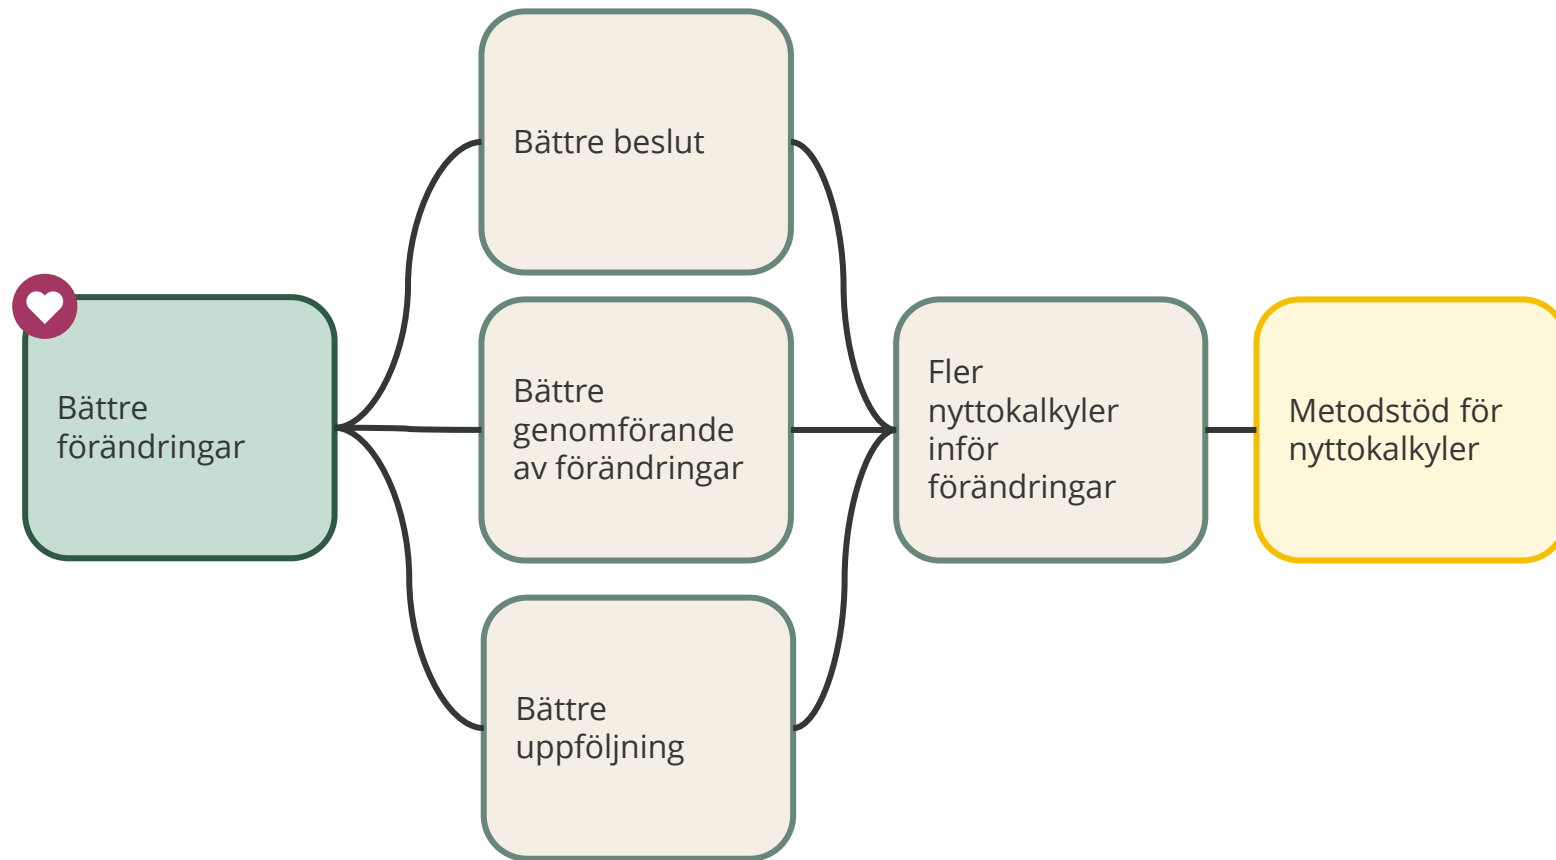 Bättre
förändringar
Bättre beslut
Bättre
genomförande
av förändringar
Bättre
uppföljning
Fler
nyttokalkyler
inför
förändringar
Metodstöd för
nyttokalkyler